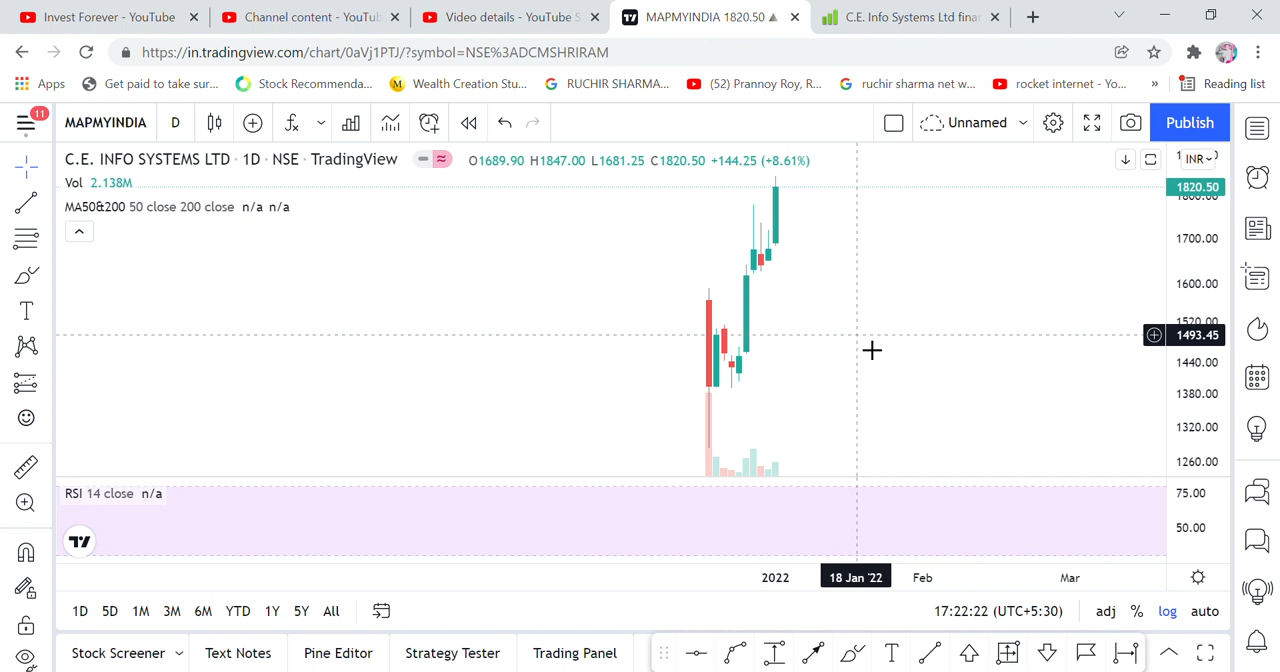 Invest Forever - YouTube
Channel content - YouTub
Video details - YouTube S
MAPMYINDIA 1820.50 ▲
C.E. Info Systems Ltd finan
https://in.tradingview.com/chart/0aVj1PTJ/?symbol=NSE%3ADCMSHRIRAM
Apps
Get paid to take sur...
Stock Recommenda...
Wealth Creation Stu...
RUCHIR SHARMA...
(52) Prannoy Roy, R...
ruchir sharma net w...
rocket internet - Yo...
»
Reading list
11
MAPMYINDIA
D
Unnamed
Publish
C.E. INFO SYSTEMS LTD · 1D · NSE · TradingView
O1689.90 H1847.00 L1681.25 C1820.50 +144.25 (+8.61%)
INR
Vol 2.138M
1820.50
1800.00
MA50&200 50 close 200 close n/a n/a
1700.00
1600.00
1520.00
1493.45
1440.00
1380.00
1320.00
1260.00
RSI 14 close n/a
75.00
50.00
2022
18 Jan '22
Feb
Mar
1D 5D 1M 3M 6M YTD 1Y 5Y All
17:22:22 (UTC+5:30)
adj % log auto
Stock Screener
Text Notes
Pine Editor
Strategy Tester
Trading Panel